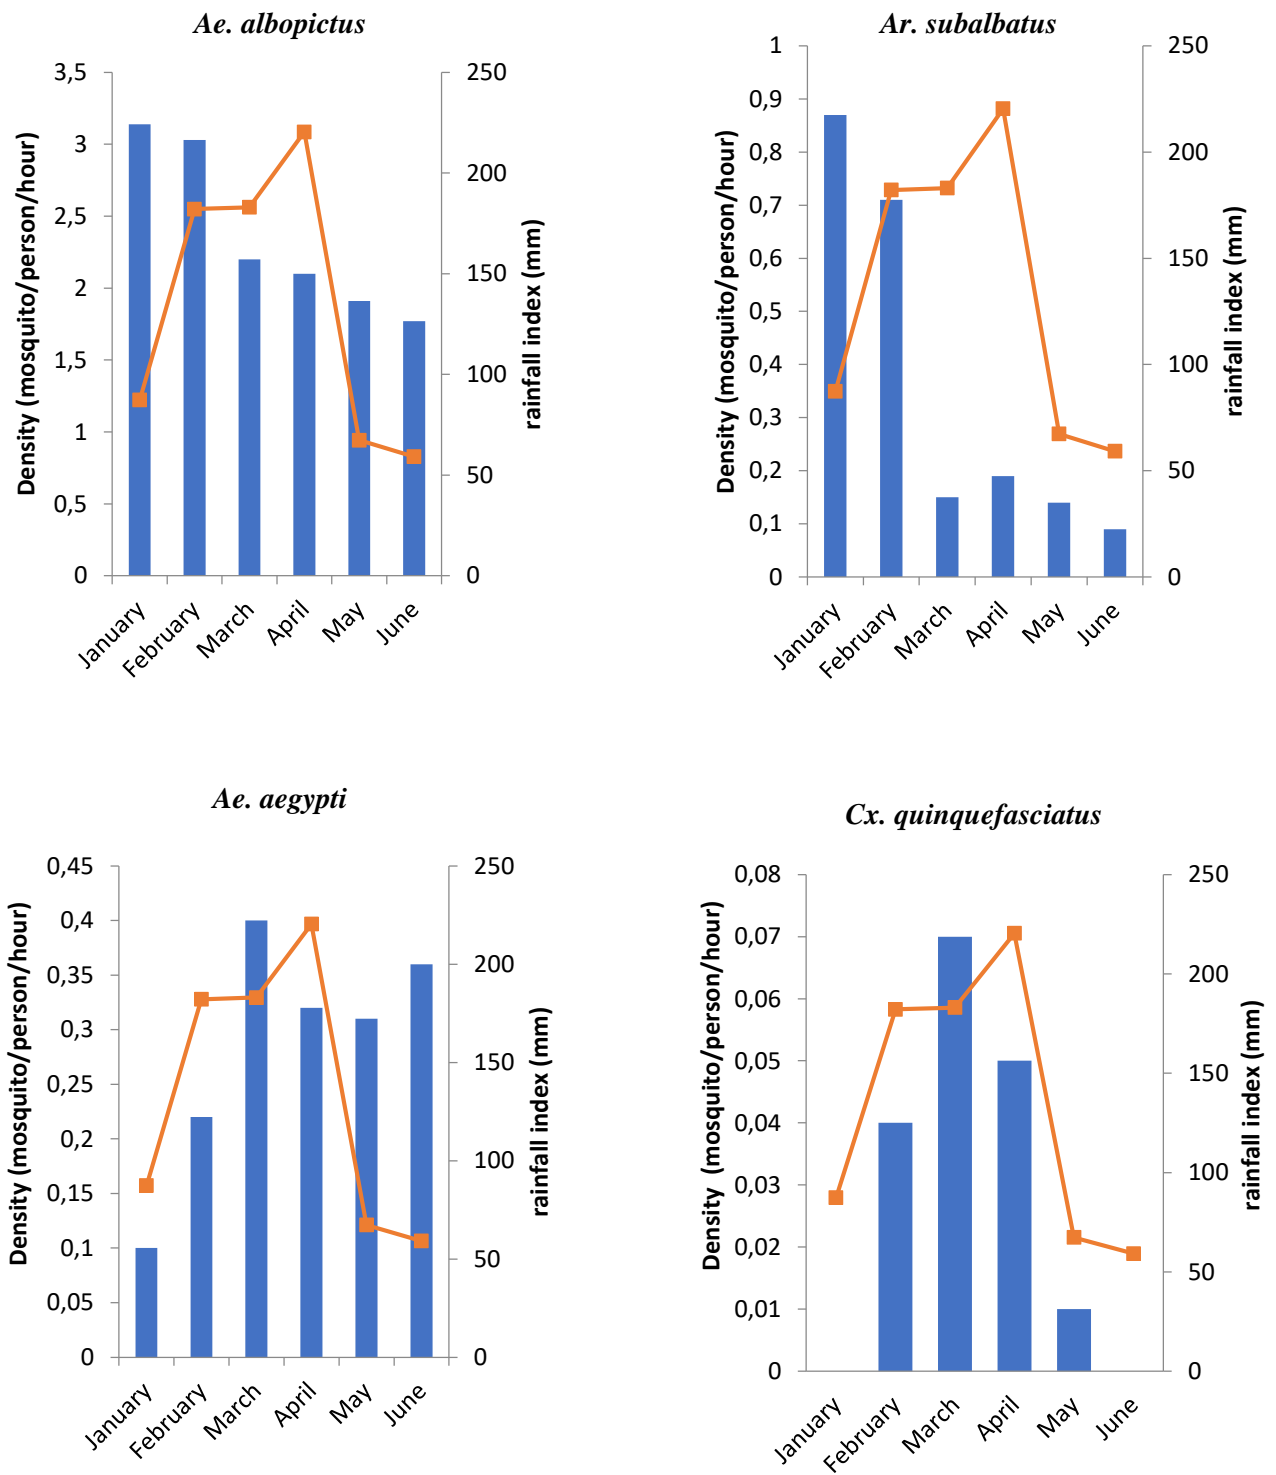 Ae. albopictus
3,5
3
2,5
2
1,5
1
0,5
0
Density (mosquito/person/hour)
250
200
150
100
50
0
rainfall index (mm)
January
February
March
April
May
June
Ar. subalbatus
1
0,9
0,8
0,7
0,6
0,5
0,4
0,3
0,2
0,1
0
Density (mosquito/person/hour)
250
200
150
100
50
0
rainfall index (mm)
January
February
March
April
May
June
Ae. aegypti
0,45
0,4
0,35
0,3
0,25
0,2
0,15
0,1
0,05
0
Density (mosquito/person/hour)
250
200
150
100
50
0
rainfall index (mm)
January
February
March
April
May
June
Cx. quinquefasciatus
0,08
0,07
0,06
0,05
0,04
0,03
0,02
0,01
0
Density (mosquito/person/hour)
250
200
150
100
50
0
rainfall index (mm)
January
February
March
April
May
June